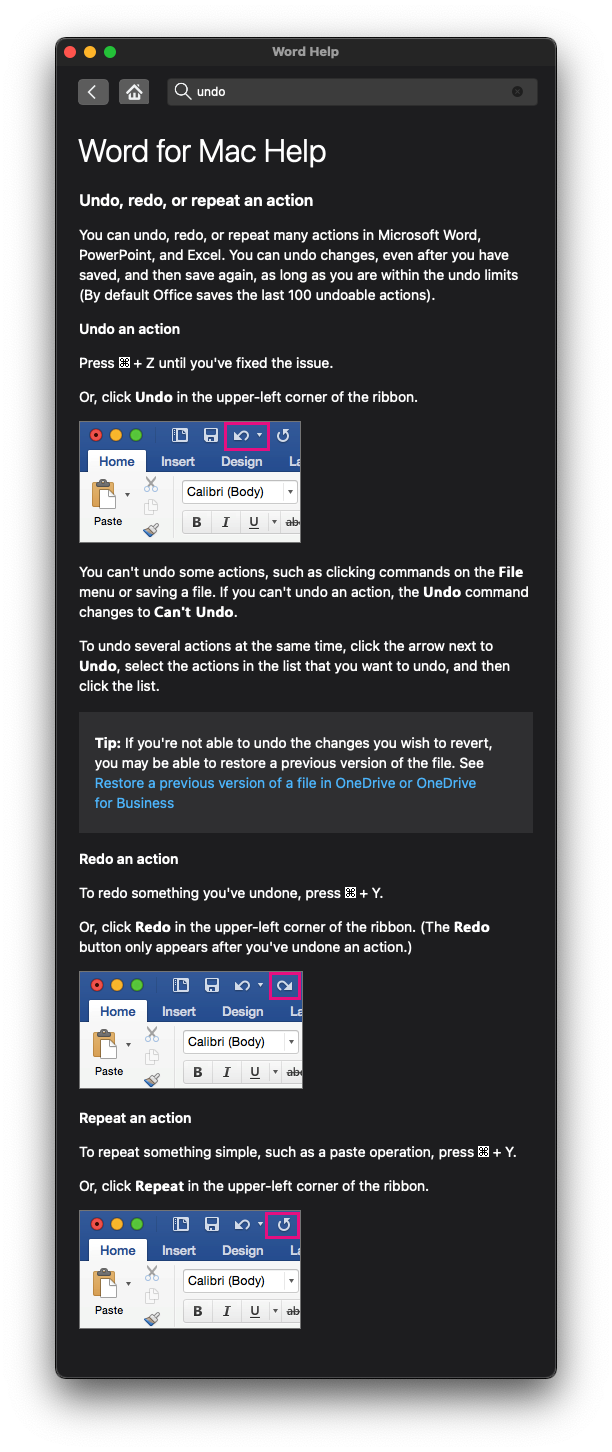 Word Help
undo
Word for Mac Help
Undo, redo, or repeat an action
You can undo, redo, or repeat many actions in Microsoft Word,
PowerPoint, and Excel. You can undo changes, even after you have
saved, and then save again, as long as you are within the undo limits
(By default Office saves the last 100 undoable actions).
Undo an action
Press ⌘ + Z until you've fixed the issue.
Or, click Undo in the upper-left corner of the ribbon.
Home Insert Design La
Calibri (Body)
Paste
B I U abc
You can't undo some actions, such as clicking commands on the File
menu or saving a file. If you can't undo an action, the Undo command
changes to Can't Undo.
To undo several actions at the same time, click the arrow next to
Undo, select the actions in the list that you want to undo, and then
click the list.
Tip: If you're not able to undo the changes you wish to revert,
you may be able to restore a previous version of the file. See
Restore a previous version of a file in OneDrive or OneDrive
for Business
Redo an action
To redo something you've undone, press ⌘ + Y.
Or, click Redo in the upper-left corner of the ribbon. (The Redo
button only appears after you've undone an action.)
Home Insert Design La
Calibri (Body)
Paste
B I U abc
Repeat an action
To repeat something simple, such as a paste operation, press ⌘ + Y.
Or, click Repeat in the upper-left corner of the ribbon.
Home Insert Design La
Calibri (Body)
Paste
B I U ab